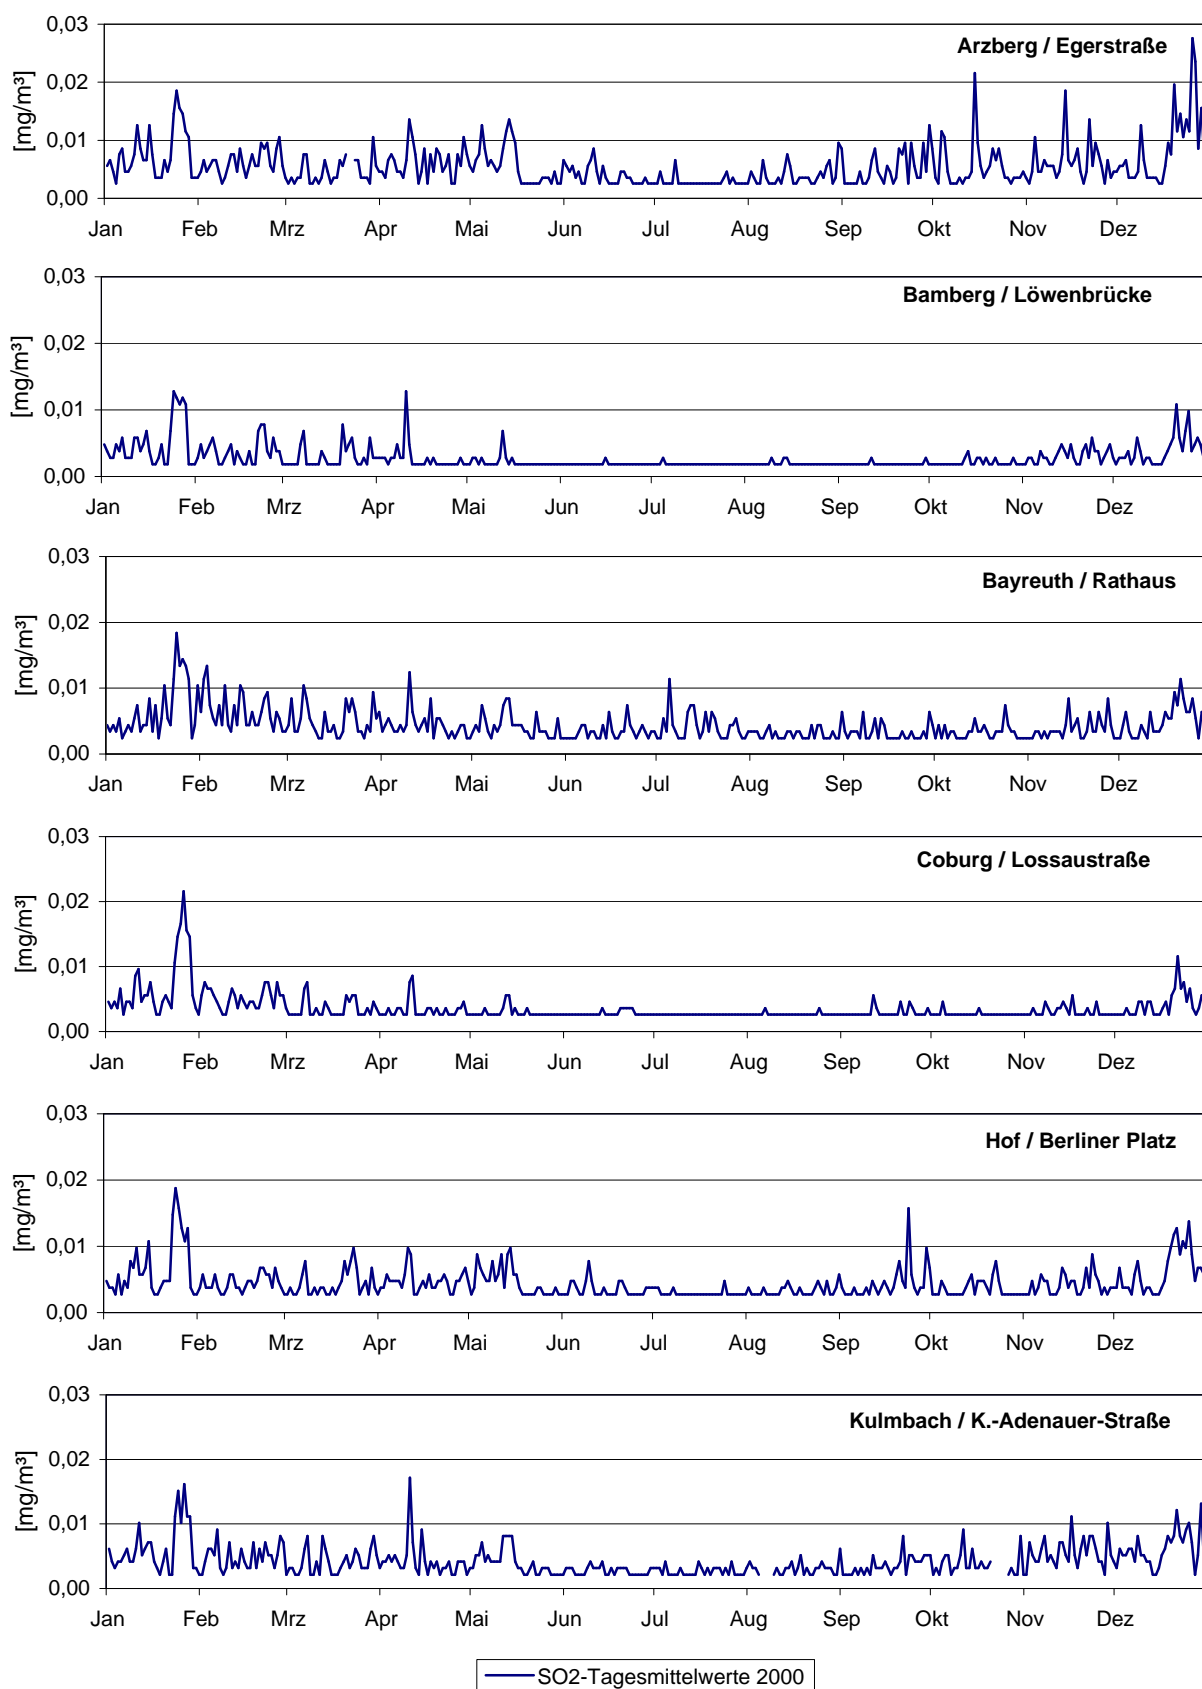 0,03
Arzberg / Egerstraße
0,02
[mg/m³]
0,01
0,00
Jan Feb Mrz Apr Mai Jun Jul Aug Sep Okt Nov Dez
0,03
Bamberg / Löwenbrücke
0,02
[mg/m³]
0,01
0,00
Jan Feb Mrz Apr Mai Jun Jul Aug Sep Okt Nov Dez
0,03
Bayreuth / Rathaus
0,02
[mg/m³]
0,01
0,00
Jan Feb Mrz Apr Mai Jun Jul Aug Sep Okt Nov Dez
0,03
Coburg / Lossaustraße
0,02
[mg/m³]
0,01
0,00
Jan Feb Mrz Apr Mai Jun Jul Aug Sep Okt Nov Dez
0,03
Hof / Berliner Platz
0,02
[mg/m³]
0,01
0,00
Jan Feb Mrz Apr Mai Jun Jul Aug Sep Okt Nov Dez
0,03
Kulmbach / K.-Adenauer-Straße
0,02
[mg/m³]
0,01
0,00
Jan Feb Mrz Apr Mai Jun Jul Aug Sep Okt Nov Dez
SO2-Tagesmittelwerte 2000